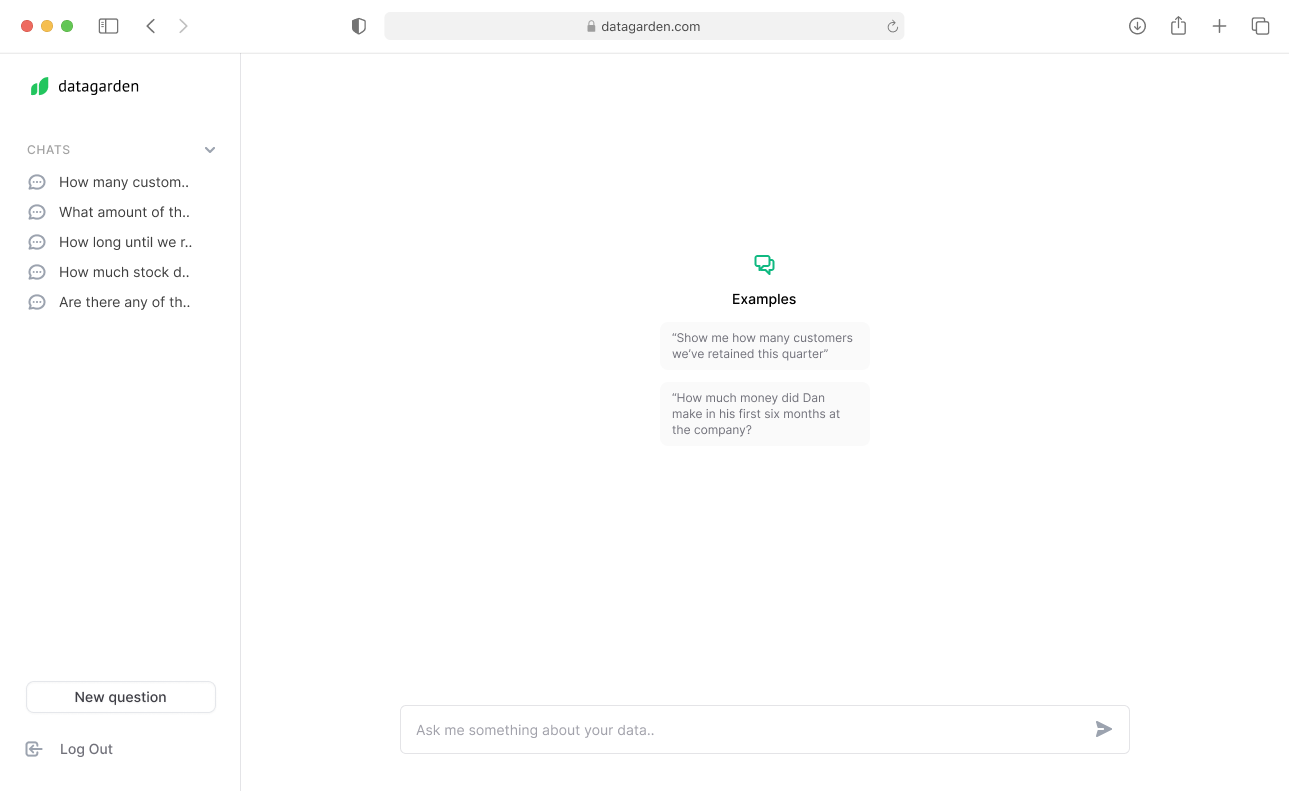 datagarden.com
datagarden
CHATS
How many custom..
What amount of th..
How long until we r..
How much stock d..
Are there any of th..
New question
Log Out
Examples
“Show me how many customers
we’ve retained this quarter”
“How much money did Dan
make in his first six months at
the company?
Ask me something about your data..